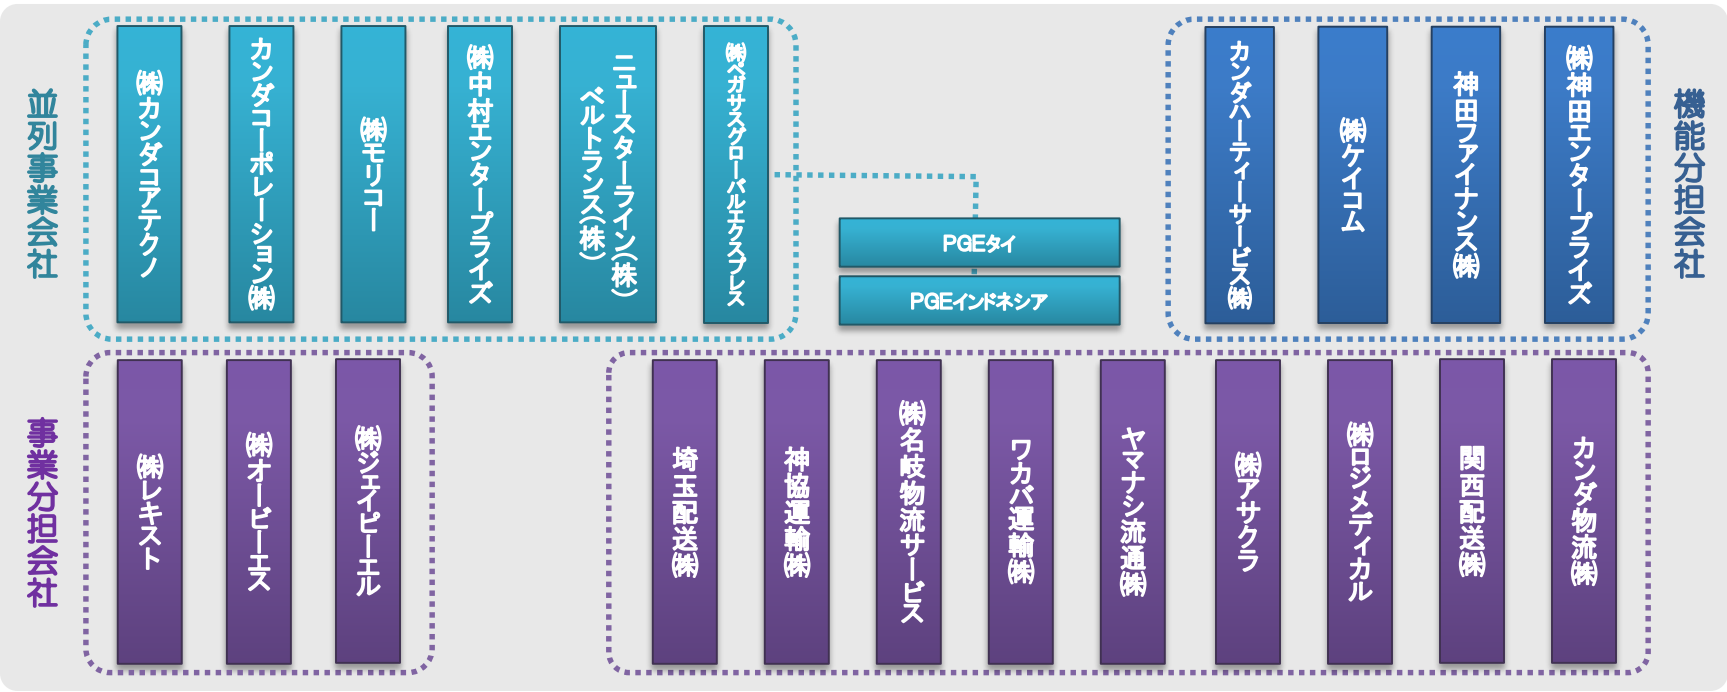 並列事業会社
㈱カンダコアテクノ
カンダコーポレーション㈱
㈱モリコー
㈱中村エンタープライズ
ニュースターライン(株)
ベルトランス(株)
㈱ペガサスグローバルエクスプレス
PGEタイ
PGEインドネシア
機能分担会社
カンダハーティーサービス㈱
㈱ケイコム
神田ファイナンス㈱
㈱神田エンタープライズ
事業分担会社
㈱レキスト
㈱オービーエス
㈱ジェイピーエル
埼玉配送㈱
神協運輸㈱
㈱名岐物流サービス
ワカバ運輸㈱
ヤマナシ流通㈱
㈱アサクラ
㈱ロジメディカル
関西配送㈱
カンダ物流㈱